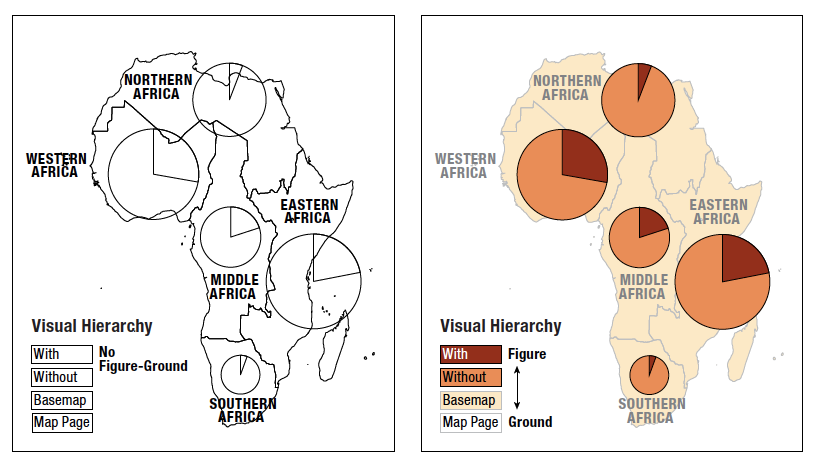 NORTHERN
AFRICA
WESTERN
AFRICA
EASTERN
AFRICA
MIDDLE
AFRICA
SOUTHERN
AFRICA
Visual Hierarchy
With
Without
Basemap
Map Page
No
Figure-Ground
NORTHERN
AFRICA
WESTERN
AFRICA
EASTERN
AFRICA
MIDDLE
AFRICA
SOUTHERN
AFRICA
Visual Hierarchy
With Figure
Without
Basemap
Map Page Ground